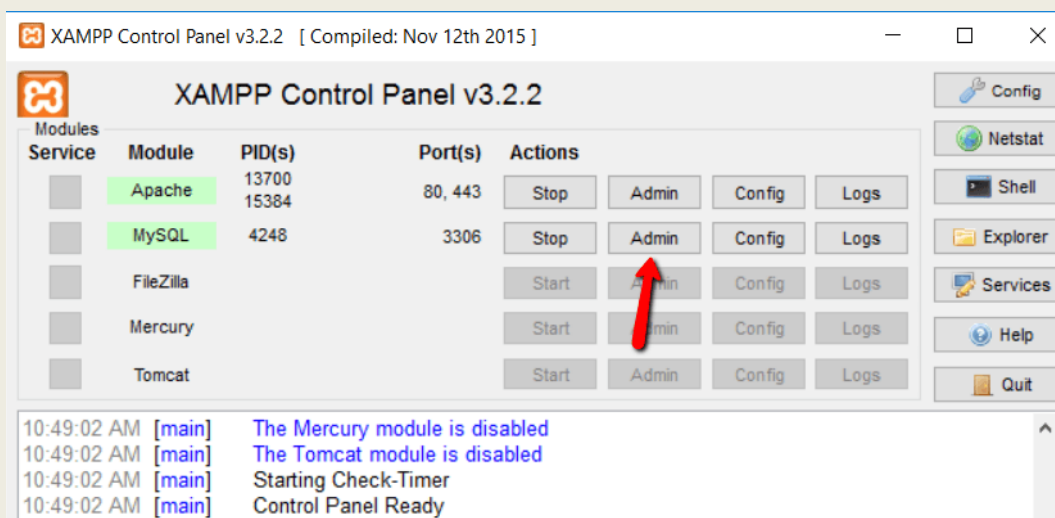 XAMPP Control Panel v3.2.2 [ Compiled: Nov 12th 2015 ]
XAMPP Control Panel v3.2.2
Config
Modules
Service Module PID(s) Port(s) Actions
Netstat
Apache 13700 15384 80, 443 Stop Admin Config Logs
Shell
MySQL 4248 3306 Stop Admin Config Logs
Explorer
FileZilla Start Admin Config Logs
Services
Mercury Start Admin Config Logs
Help
Tomcat Start Admin Config Logs
Quit
10:49:02 AM [main] The Mercury module is disabled
10:49:02 AM [main] The Tomcat module is disabled
10:49:02 AM [main] Starting Check-Timer
10:49:02 AM [main] Control Panel Ready